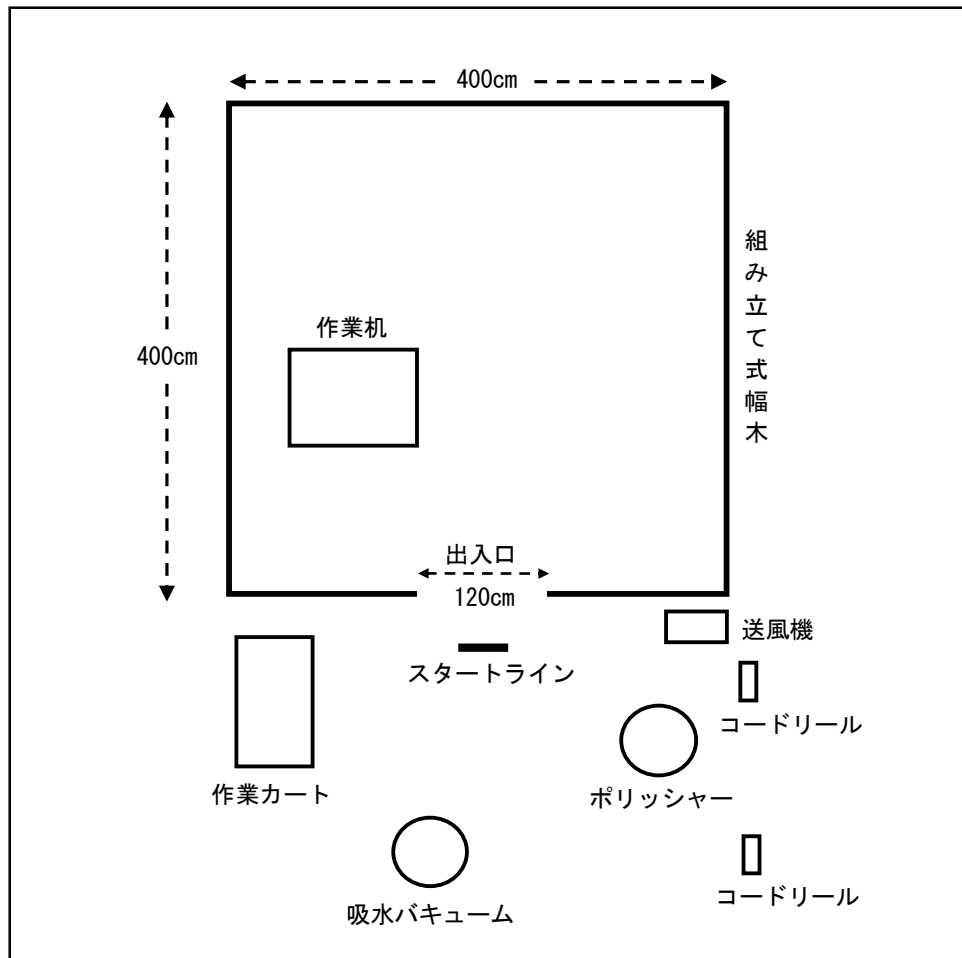 400cm
組み立て式幅木
作業机
400cm
出入口
120cm
送風機
スタートライン
コードリール
作業カート
ポリッシャー
コードリール
吸水バキューム